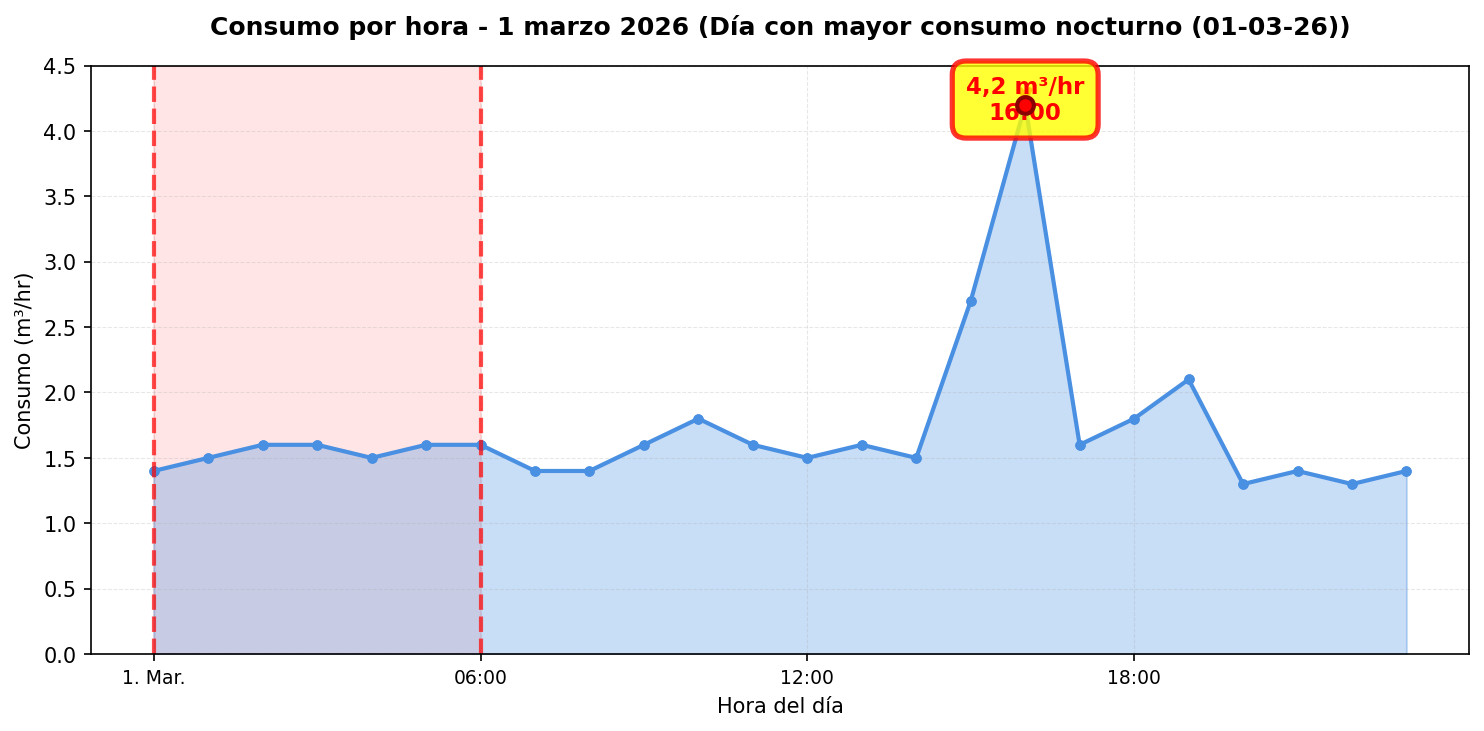 Consumo por hora - 1 marzo 2026 (Día con mayor consumo nocturno (01-03-26))
4,2 m³/hr
16:00
4.5
4.0
3.5
3.0
2.5
2.0
1.5
1.0
0.5
0.0
Consumo (m³/hr)
1. Mar.
06:00
12:00
18:00
Hora del día